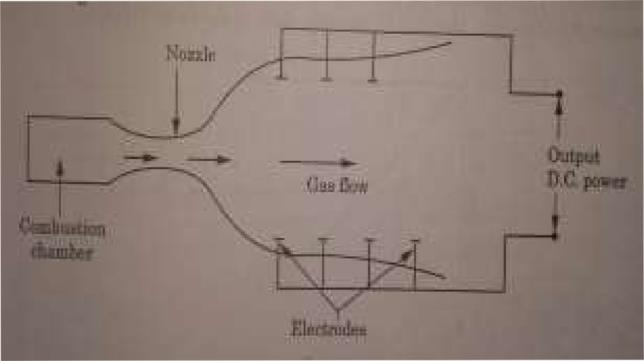 Nozzle
Output
D.C. power
Gas flow
Combustion
chamber
Electrodes